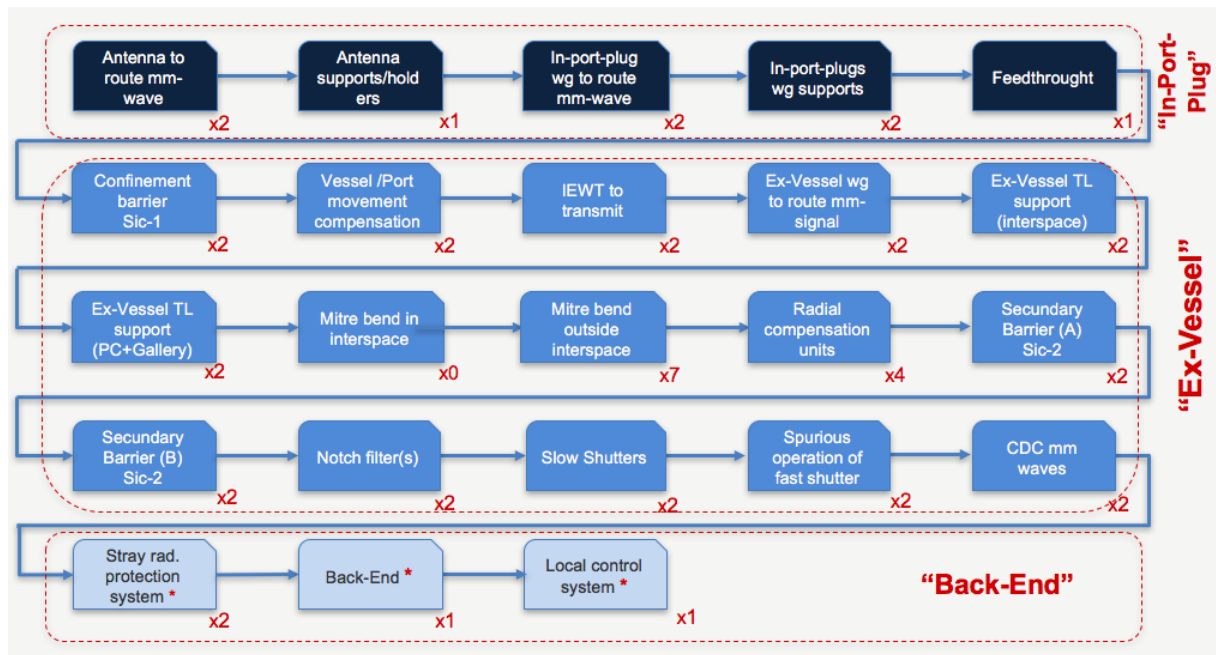 Antenna to
route mm-
wave
x2
Antenna
supports/hold
ers
x1
In-port-plug
wg to route
mm-wave
x2
In-port-plugs
wg supports
x2
Feedthrought
x1
“In-Port-
Plug”
Confinement
barrier
Sic-1
x2
Vessel /Port
movement
compensation
x2
IEWT to
transmit
x2
Ex-Vessel wg
to route mm-
signal
x2
Ex-Vessel TL
support
(interspace)
x2
Ex-Vessel TL
support
(PC+Gallery)
x2
Mitre bend in
interspace
x0
Mitre bend
outside
interspace
x7
Radial
compensation
units
x4
Secundary
Barrier (A)
Sic-2
x2
“Ex-Vessel”
Secundary
Barrier (B)
Sic-2
x2
Notch filter(s)
x2
Slow Shutters
x2
Spurious
operation of
fast shutter
x2
CDC mm
waves
x2
Stray rad.
protection
system *
x2
Back-End *
x1
Local control
system *
x1
“Back-End”